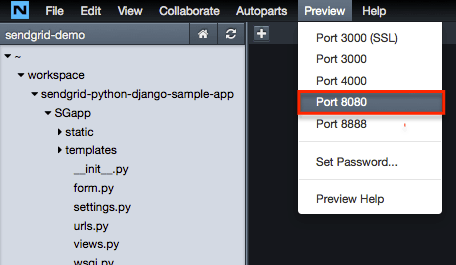 N File Edit View Collaborate Autoparts Preview Help
sendgrid-demo
~
workspace
sendgrid-python-django-sample-app
SGapp
static
templates
__init__.py
form.py
settings.py
urls.py
views.py
wsgi.py
Port 3000 (SSL)
Port 3000
Port 4000
Port 8080
Port 8888
Set Password...
Preview Help